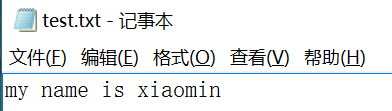 test.txt - 记事本
文件(F) 编辑(E) 格式(O) 查看(V) 帮助(H)
my name is xiaomin